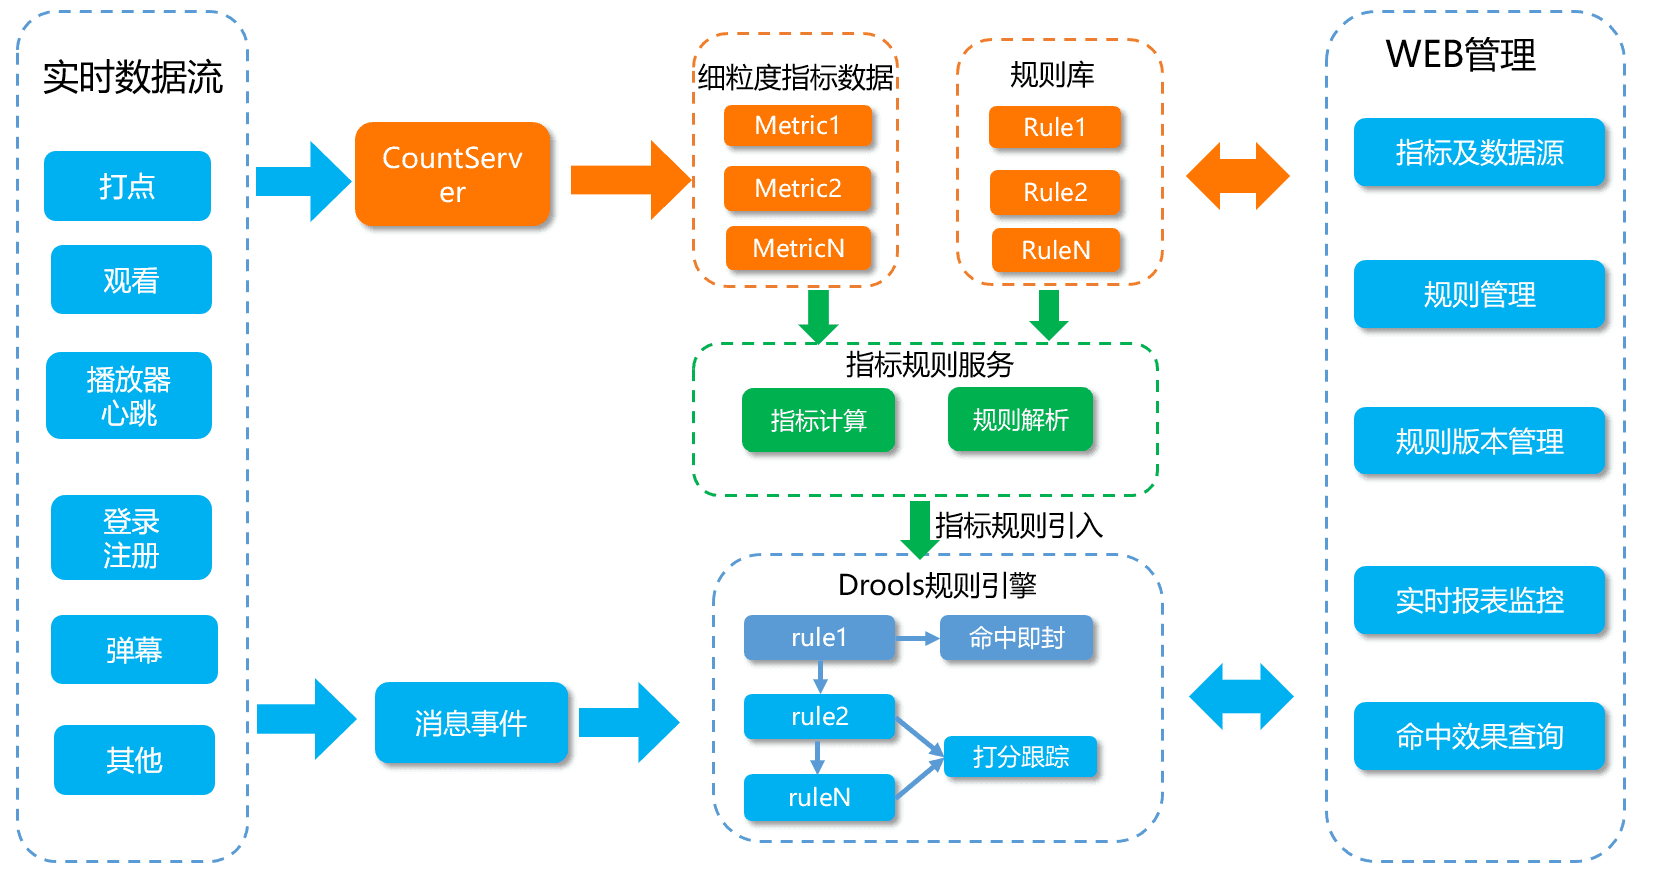 实时数据流
打点
观看
播放器
心跳
登录
注册
弹幕
其他
CountServ
er
消息事件
细粒度指标数据
Metric1
Metric2
MetricN
规则库
Rule1
Rule2
RuleN
指标规则服务
指标计算
规则解析
指标规则引入
Drools规则引擎
rule1
命中即封
rule2
打分跟踪
ruleN
WEB管理
指标及数据源
规则管理
规则版本管理
实时报表监控
命中效果查询